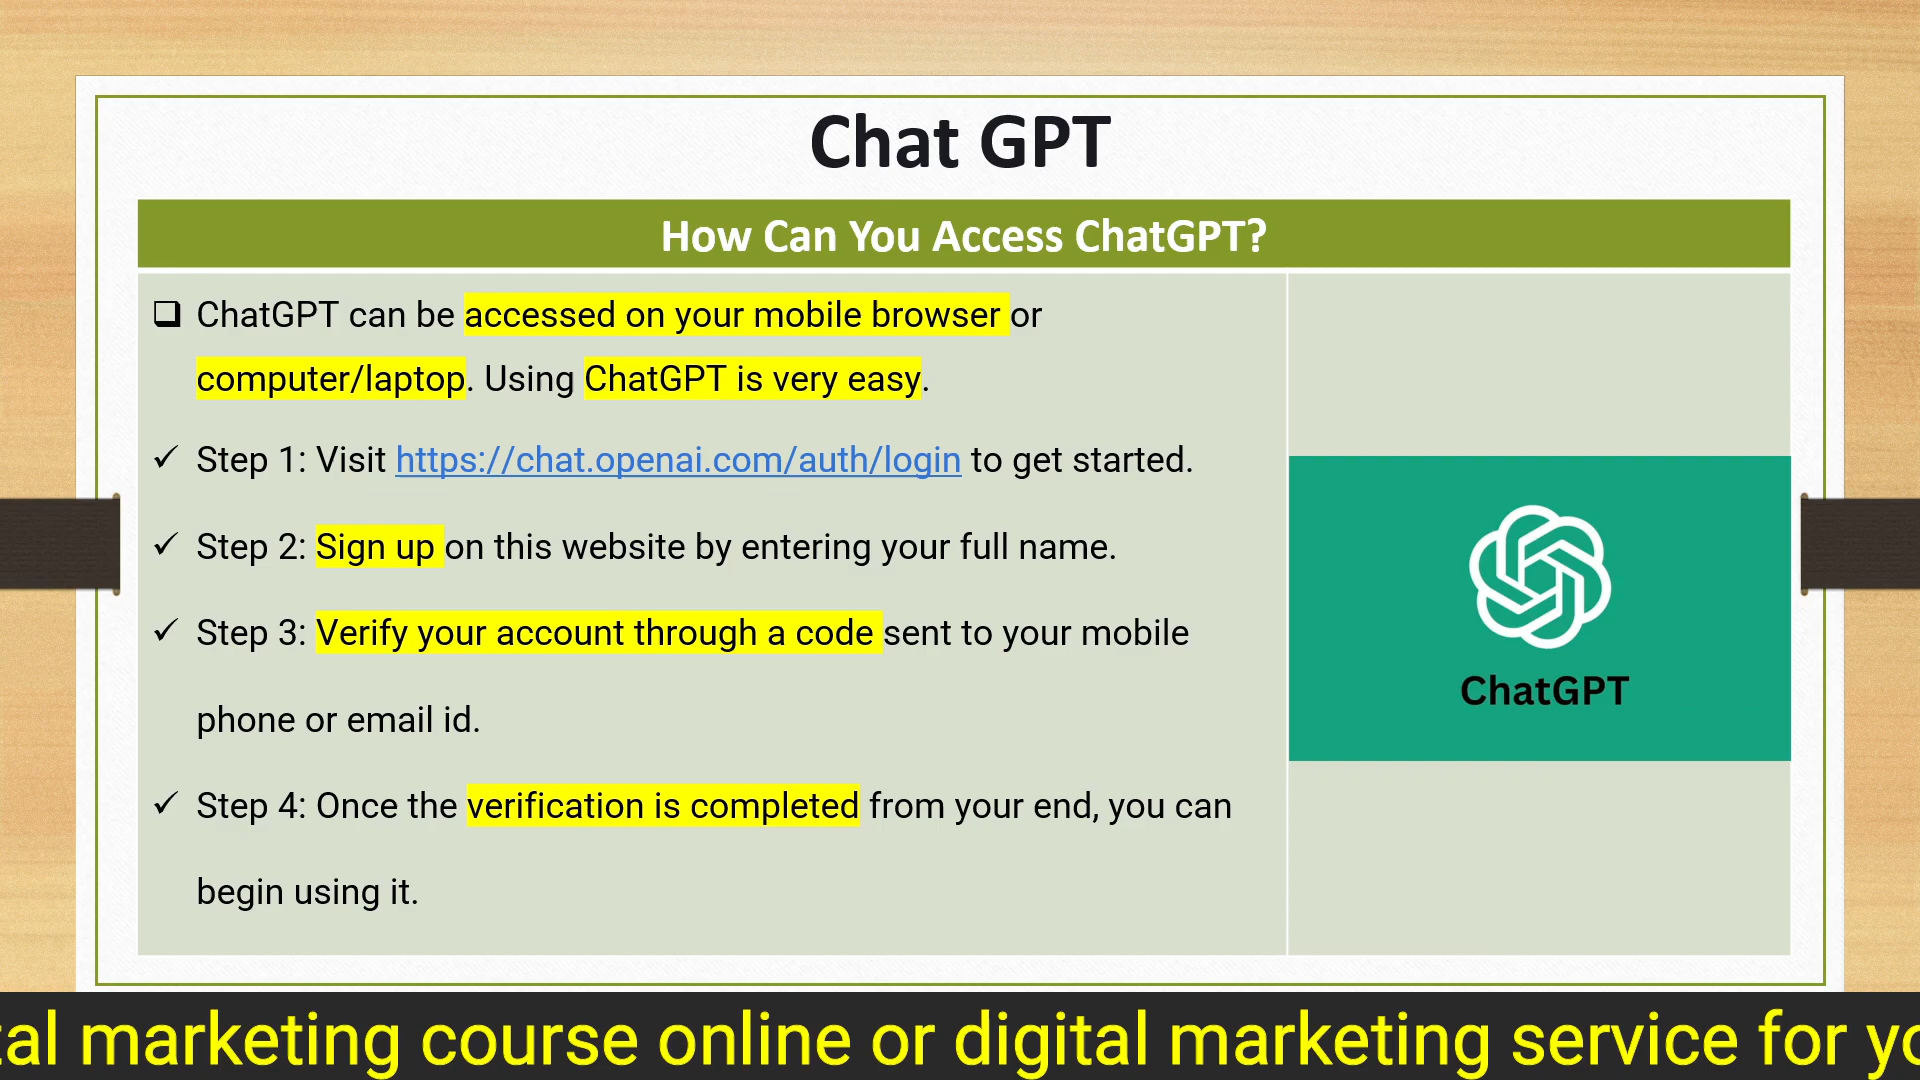 Chat GPT
How Can You Access ChatGPT?
❑ ChatGPT can be accessed on your mobile browser or
computer/laptop. Using ChatGPT is very easy.
✓ Step 1: Visit https://chat.openai.com/auth/login to get started.
✓ Step 2: Sign up on this website by entering your full name.
✓ Step 3: Verify your account through a code sent to your mobile
phone or email id.
✓ Step 4: Once the verification is completed from your end, you can
begin using it.
ChatGPT
marketing course online or digital marketing service for